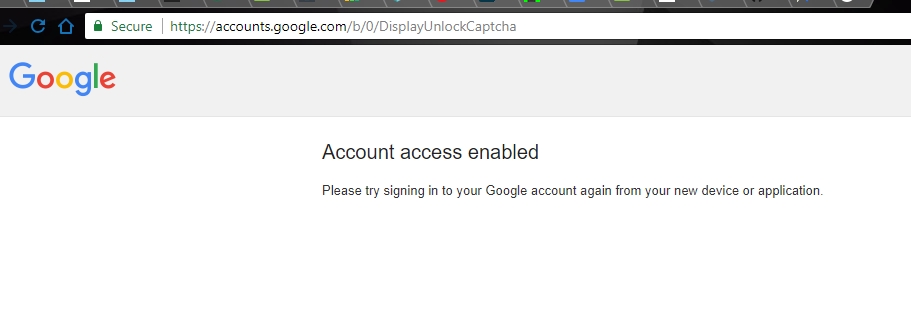 Secure https://accounts.google.com/b/0/DisplayUnlockCaptcha
Google
Account access enabled
Please try signing in to your Google account again from your new device or application.